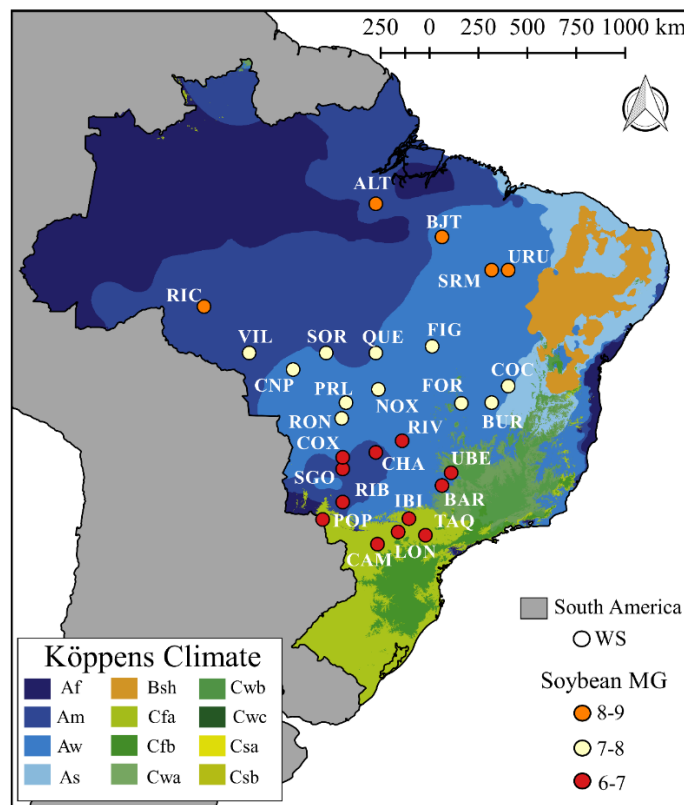 250 0 250 500 750 1000 km
ALT
BJT
URU
SRM
RIC
VIL SOR QUE FIG
CNP
COC
PRL
FOR
NOX
RON
BUR
RIV
COX
CHA
UBE
SGO
RIB
BAR
IBI
POP
TAQ
LON
CAM
South America
WS
Köppens Climate
Af Bsh Cwb
Am Cfa Cwc
Aw Cfb Csa
As Cwa Csb
Soybean MG
8-9
7-8
6-7